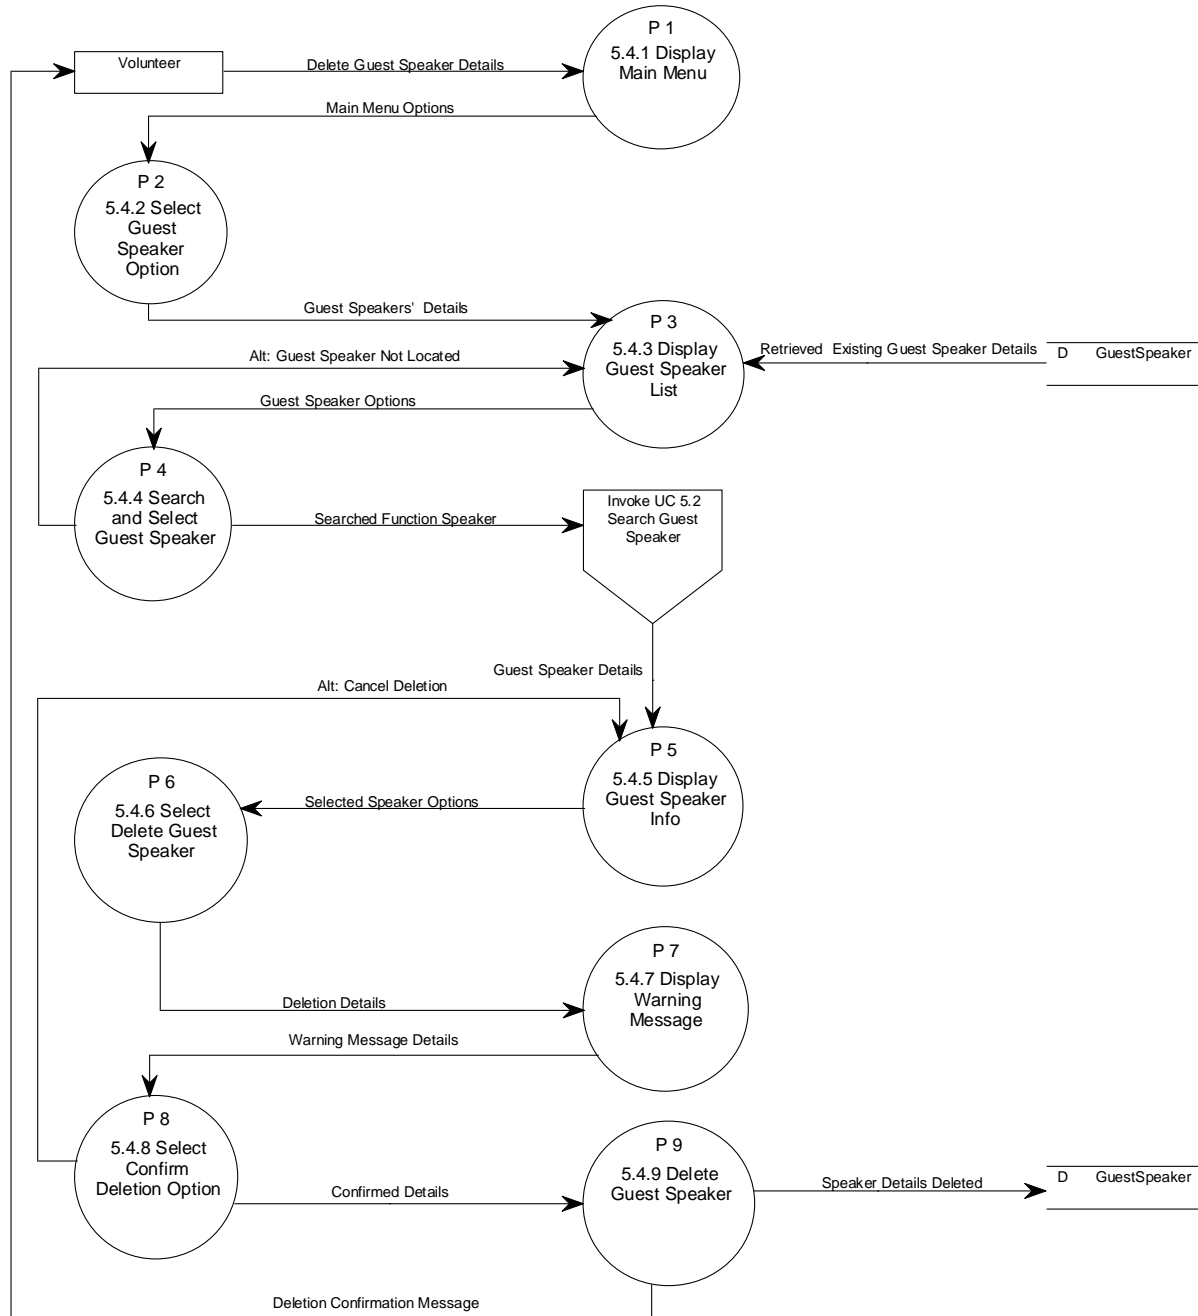 P 1
5.4.1 Display
Main Menu
Volunteer
Delete Guest Speaker Details
Main Menu Options
P 2
5.4.2 Select
Guest
Speaker
Option
Guest Speakers' Details
P 3
5.4.3 Display
Guest Speaker
List
Alt: Guest Speaker Not Located
Retrieved Existing Guest Speaker Details
D GuestSpeaker
Guest Speaker Options
P 4
5.4.4 Search
and Select
Guest Speaker
Searched Function Speaker
Invoke UC 5.2
Search Guest
Speaker
Guest Speaker Details
Alt: Cancel Deletion
P 5
5.4.5 Display
Guest Speaker
Info
P 6
5.4.6 Select
Delete Guest
Speaker
Selected Speaker Options
P 7
5.4.7 Display
Warning
Message
Deletion Details
Warning Message Details
P 8
5.4.8 Select
Confirm
Deletion Option
Confirmed Details
P 9
5.4.9 Delete
Guest Speaker
Speaker Details Deleted
D GuestSpeaker
Deletion Confirmation Message